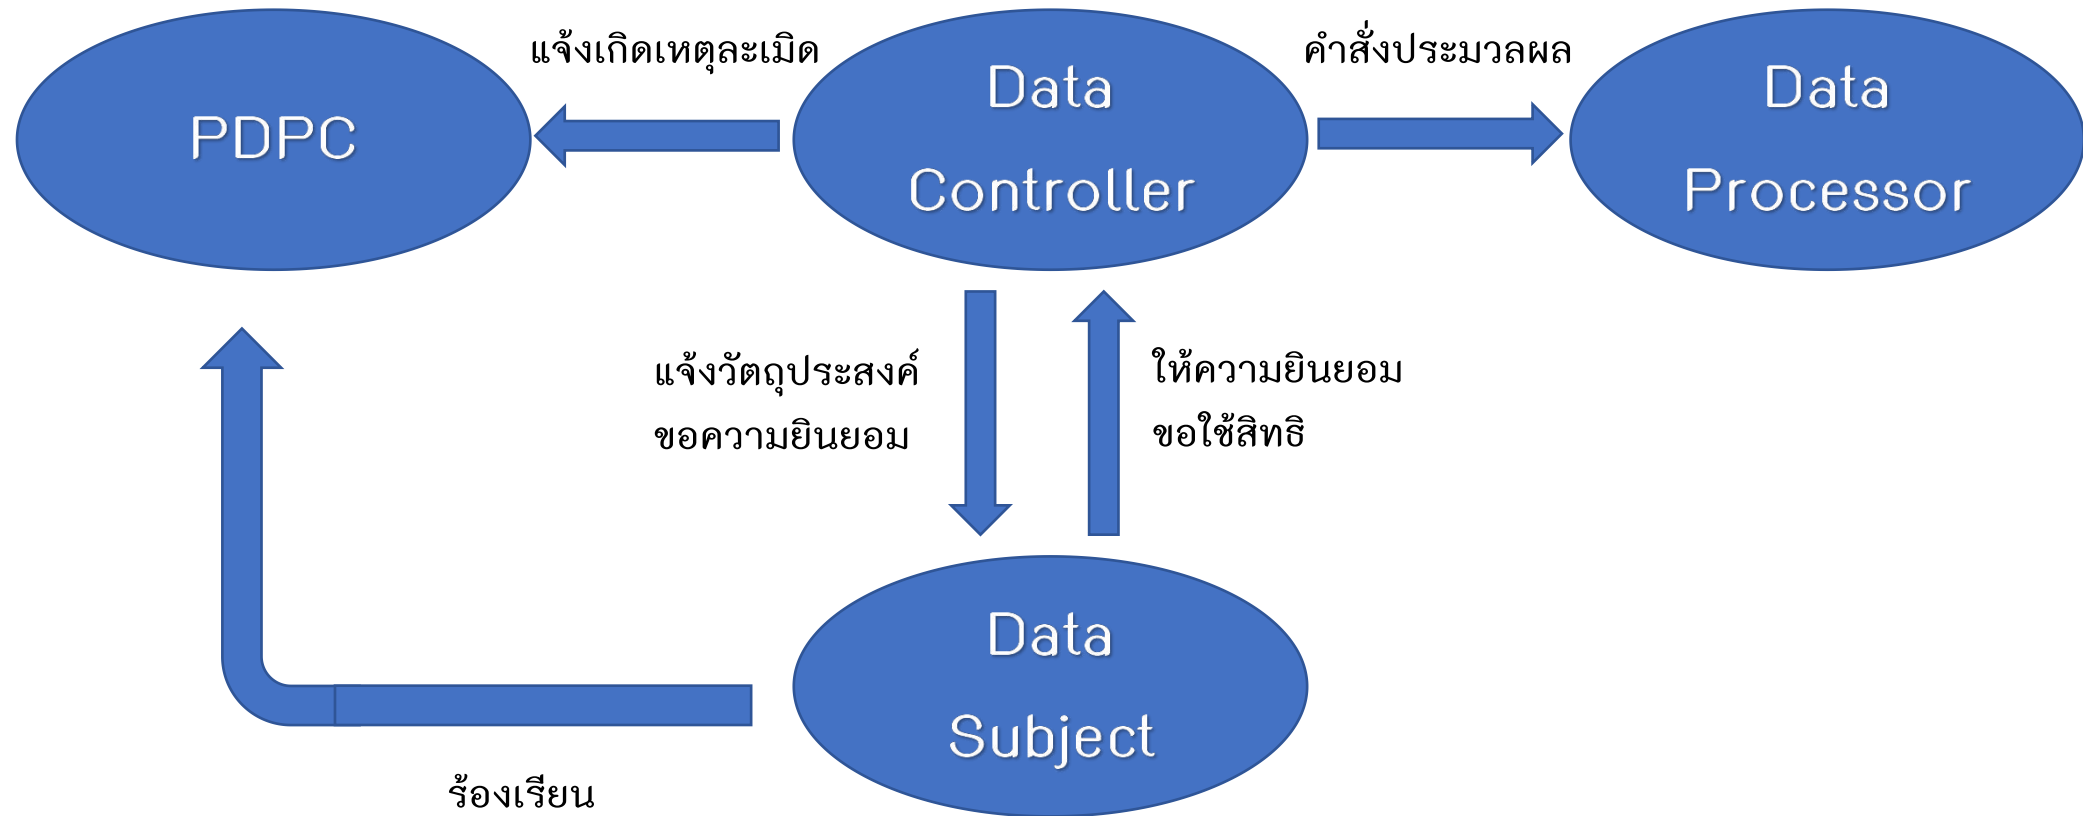 PDPC
แจ้งเกิดเหตุละเมิด
Data
Controller
คำสั่งประมวลผล
Data
Processor
แจ้งวัตถุประสงค์
ขอความยินยอม
ให้ความยินยอม
ขอใช้สิทธิ
Data
Subject
ร้องเรียน